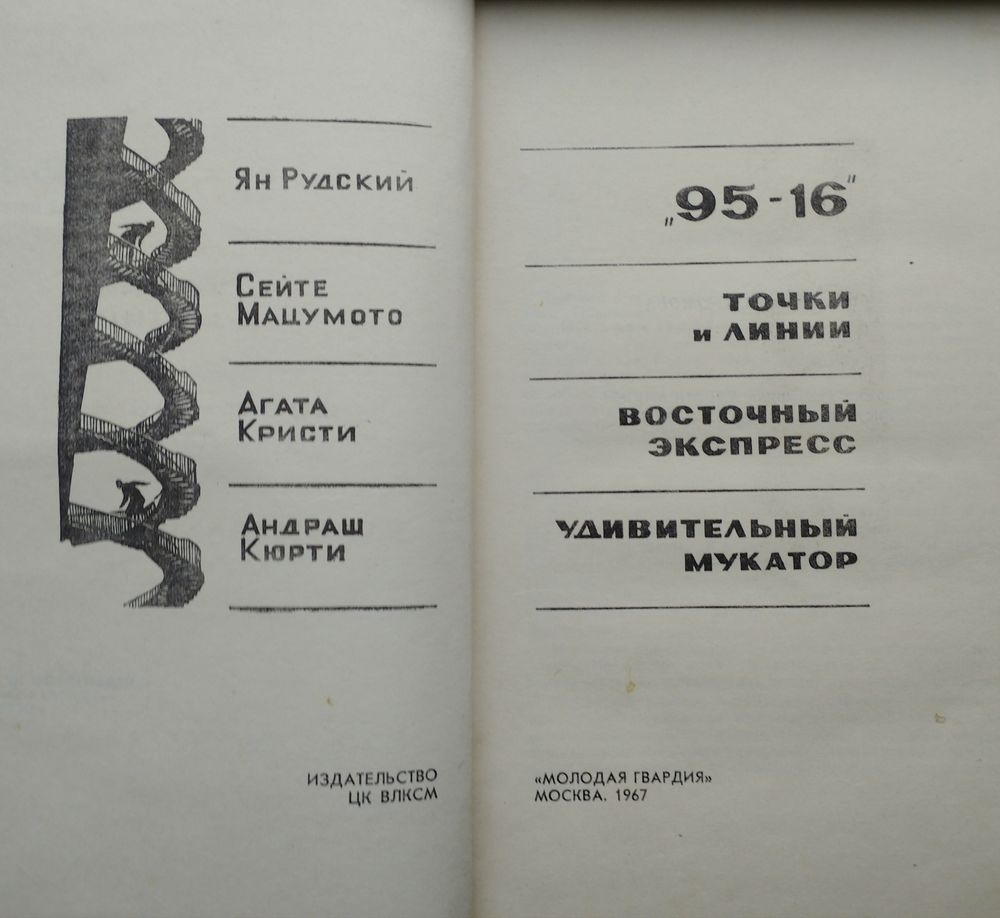 Ян Рудский
Сейте
Мацумото
Агата
Кристи
Андраш
Кюрти
ИЗДАТЕЛЬСТВО
ЦК ВЛКСМ
„95-16"
ТОЧКИ
и ЛИНИИ
ВОСТОЧНЫЙ
ЭКСПРЕСС
УДИВИТЕЛЬНЫЙ
МУКАТОР
«МОЛОДАЯ ГВАРДИЯ»
МОСКВА. 1967